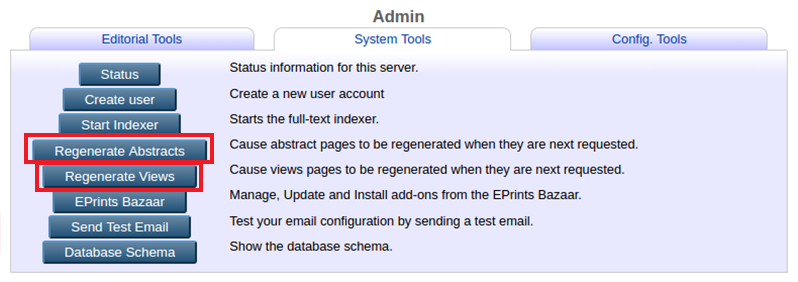 Admin
Editorial Tools System Tools Config. Tools
Status Status information for this server.
Create user Create a new user account
Start Indexer Starts the full-text indexer.
Regenerate Abstracts Cause abstract pages to be regenerated when they are next requested.
Regenerate Views Cause views pages to be regenerated when they are next requested.
EPrints Bazaar Manage, Update and Install add-ons from the EPrints Bazaar.
Send Test Email Test your email configuration by sending a test email.
Database Schema Show the database schema.